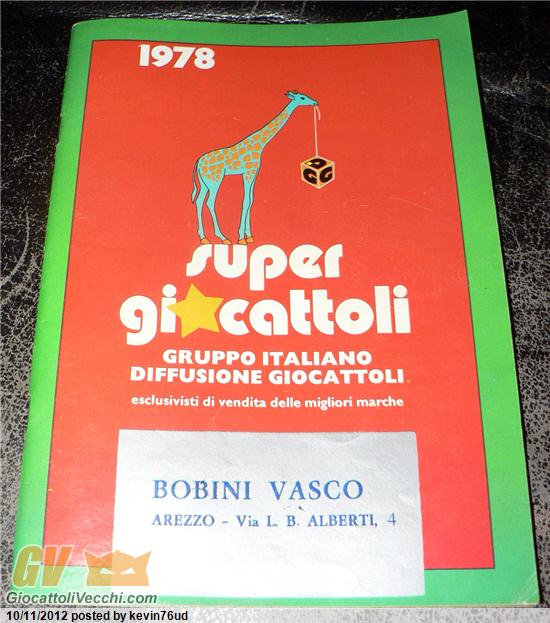 1978
super
giocattoli
GRUPPO ITALIANO
DIFFUSIONE GIOCATTOLI
esclusivisti di vendita delle migliori marche
BOBINI VASCO
AREZZO - Via L. B. ALBERTI, 4
GV
GiocattoliVecchi.com
10/11/2012 posted by kevin76ud